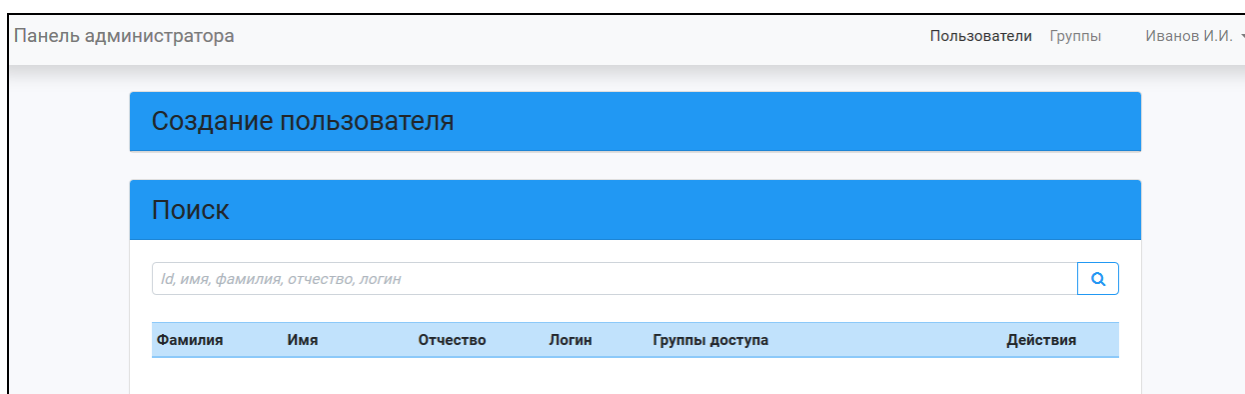 Панель администратора Пользователи Группы Иванов И.И.
Создание пользователя
Поиск
Id, имя, фамилия, отчество, логин
Фамилия Имя Отчество Логин Группы доступа Действия